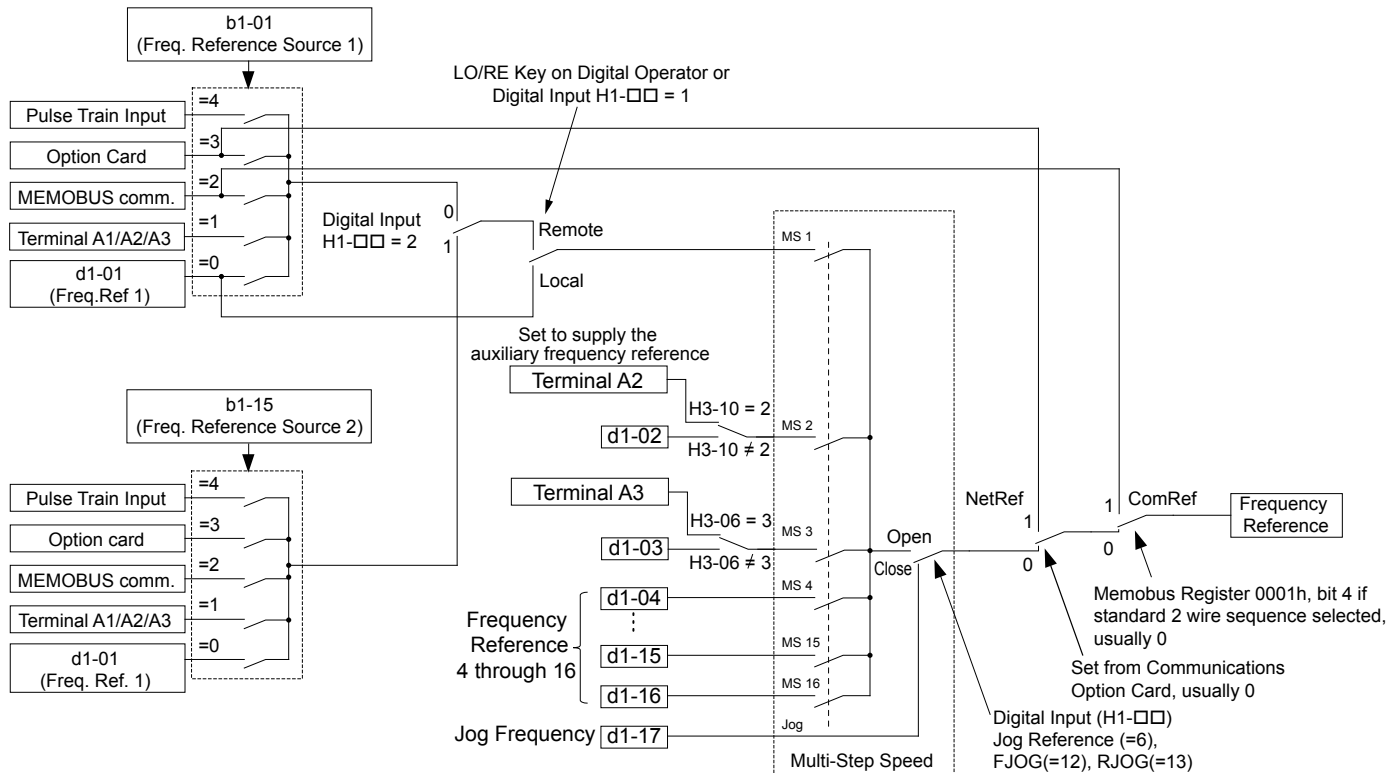 b1-01
(Freq. Reference Source 1)
LO/RE Key on Digital Operator or
Digital Input H1-□□ = 1
=4
Pulse Train Input
=3
Option Card
=2
MEMOBUS comm.
=1
Terminal A1/A2/A3
=0
d1-01
(Freq.Ref 1)
Digital Input
H1-□□ = 2
0
1
Remote
Local
MS 1
Set to supply the
auxiliary frequency reference
Terminal A2
H3-10 = 2
d1-02
H3-10 ≠ 2
MS 2
Terminal A3
H3-06 = 3
d1-03
H3-06 ≠ 3
MS 3
Frequency
Reference
4 through 16
d1-04
MS 4
d1-15
MS 15
d1-16
MS 16
Jog Frequency
d1-17
Jog
Multi-Step Speed
Open
Close
NetRef
1
0
ComRef
1
0
Frequency
Reference
Memobus Register 0001h, bit 4 if
standard 2 wire sequence selected,
usually 0
Set from Communications
Option Card, usually 0
Digital Input (H1-□□)
Jog Reference (=6),
FJOG(=12), RJOG(=13)
b1-15
(Freq. Reference Source 2)
=4
Pulse Train Input
=3
Option card
=2
MEMOBUS comm.
=1
Terminal A1/A2/A3
=0
d1-01
(Freq. Ref. 1)